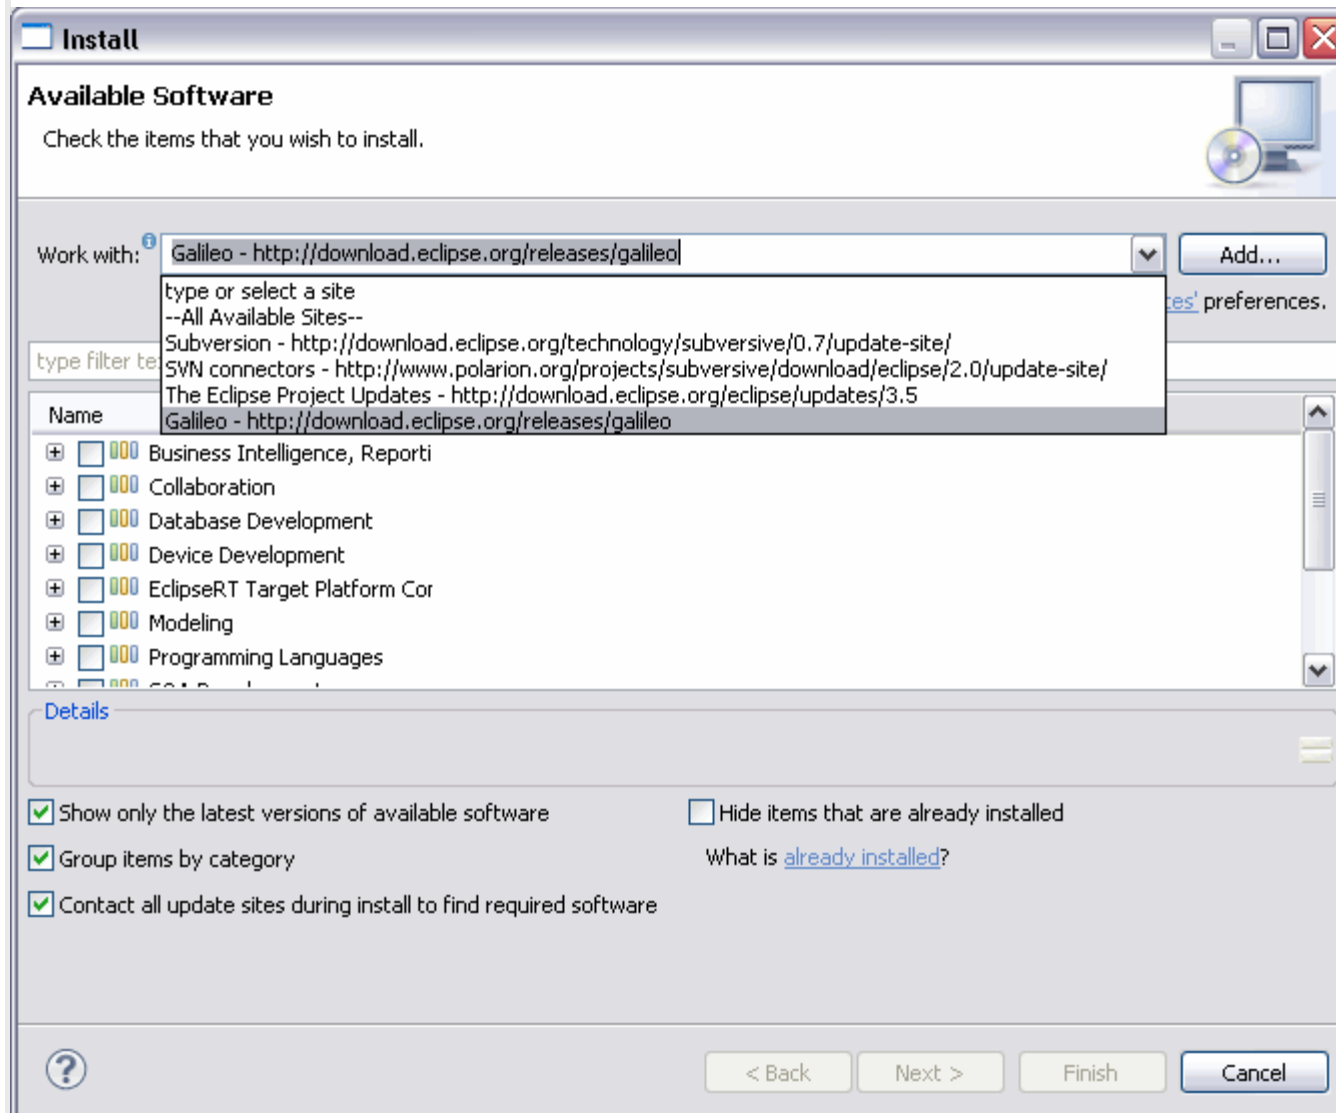 Install
Available Software
Check the items that you wish to install.
Work with: Galileo - http://download.eclipse.org/releases/galileo Add...
type or select a site
--All Available Sites--
Subversion - http://download.eclipse.org/technology/subversive/0.7/update-site/
SVN connectors - http://www.polarion.org/projects/subversive/download/eclipse/2.0/update-site/
The Eclipse Project Updates - http://download.eclipse.org/eclipse/updates/3.5
Galileo - http://download.eclipse.org/releases/galileo
preferences.
type filter
Name
Business Intelligence, Reporti
Collaboration
Database Development
Device Development
EclipseRT Target Platform Cor
Modeling
Programming Languages
Details
Show only the latest versions of available software
Hide items that are already installed
Group items by category
What is already installed?
Contact all update sites during install to find required software
? < Back Next > Finish Cancel